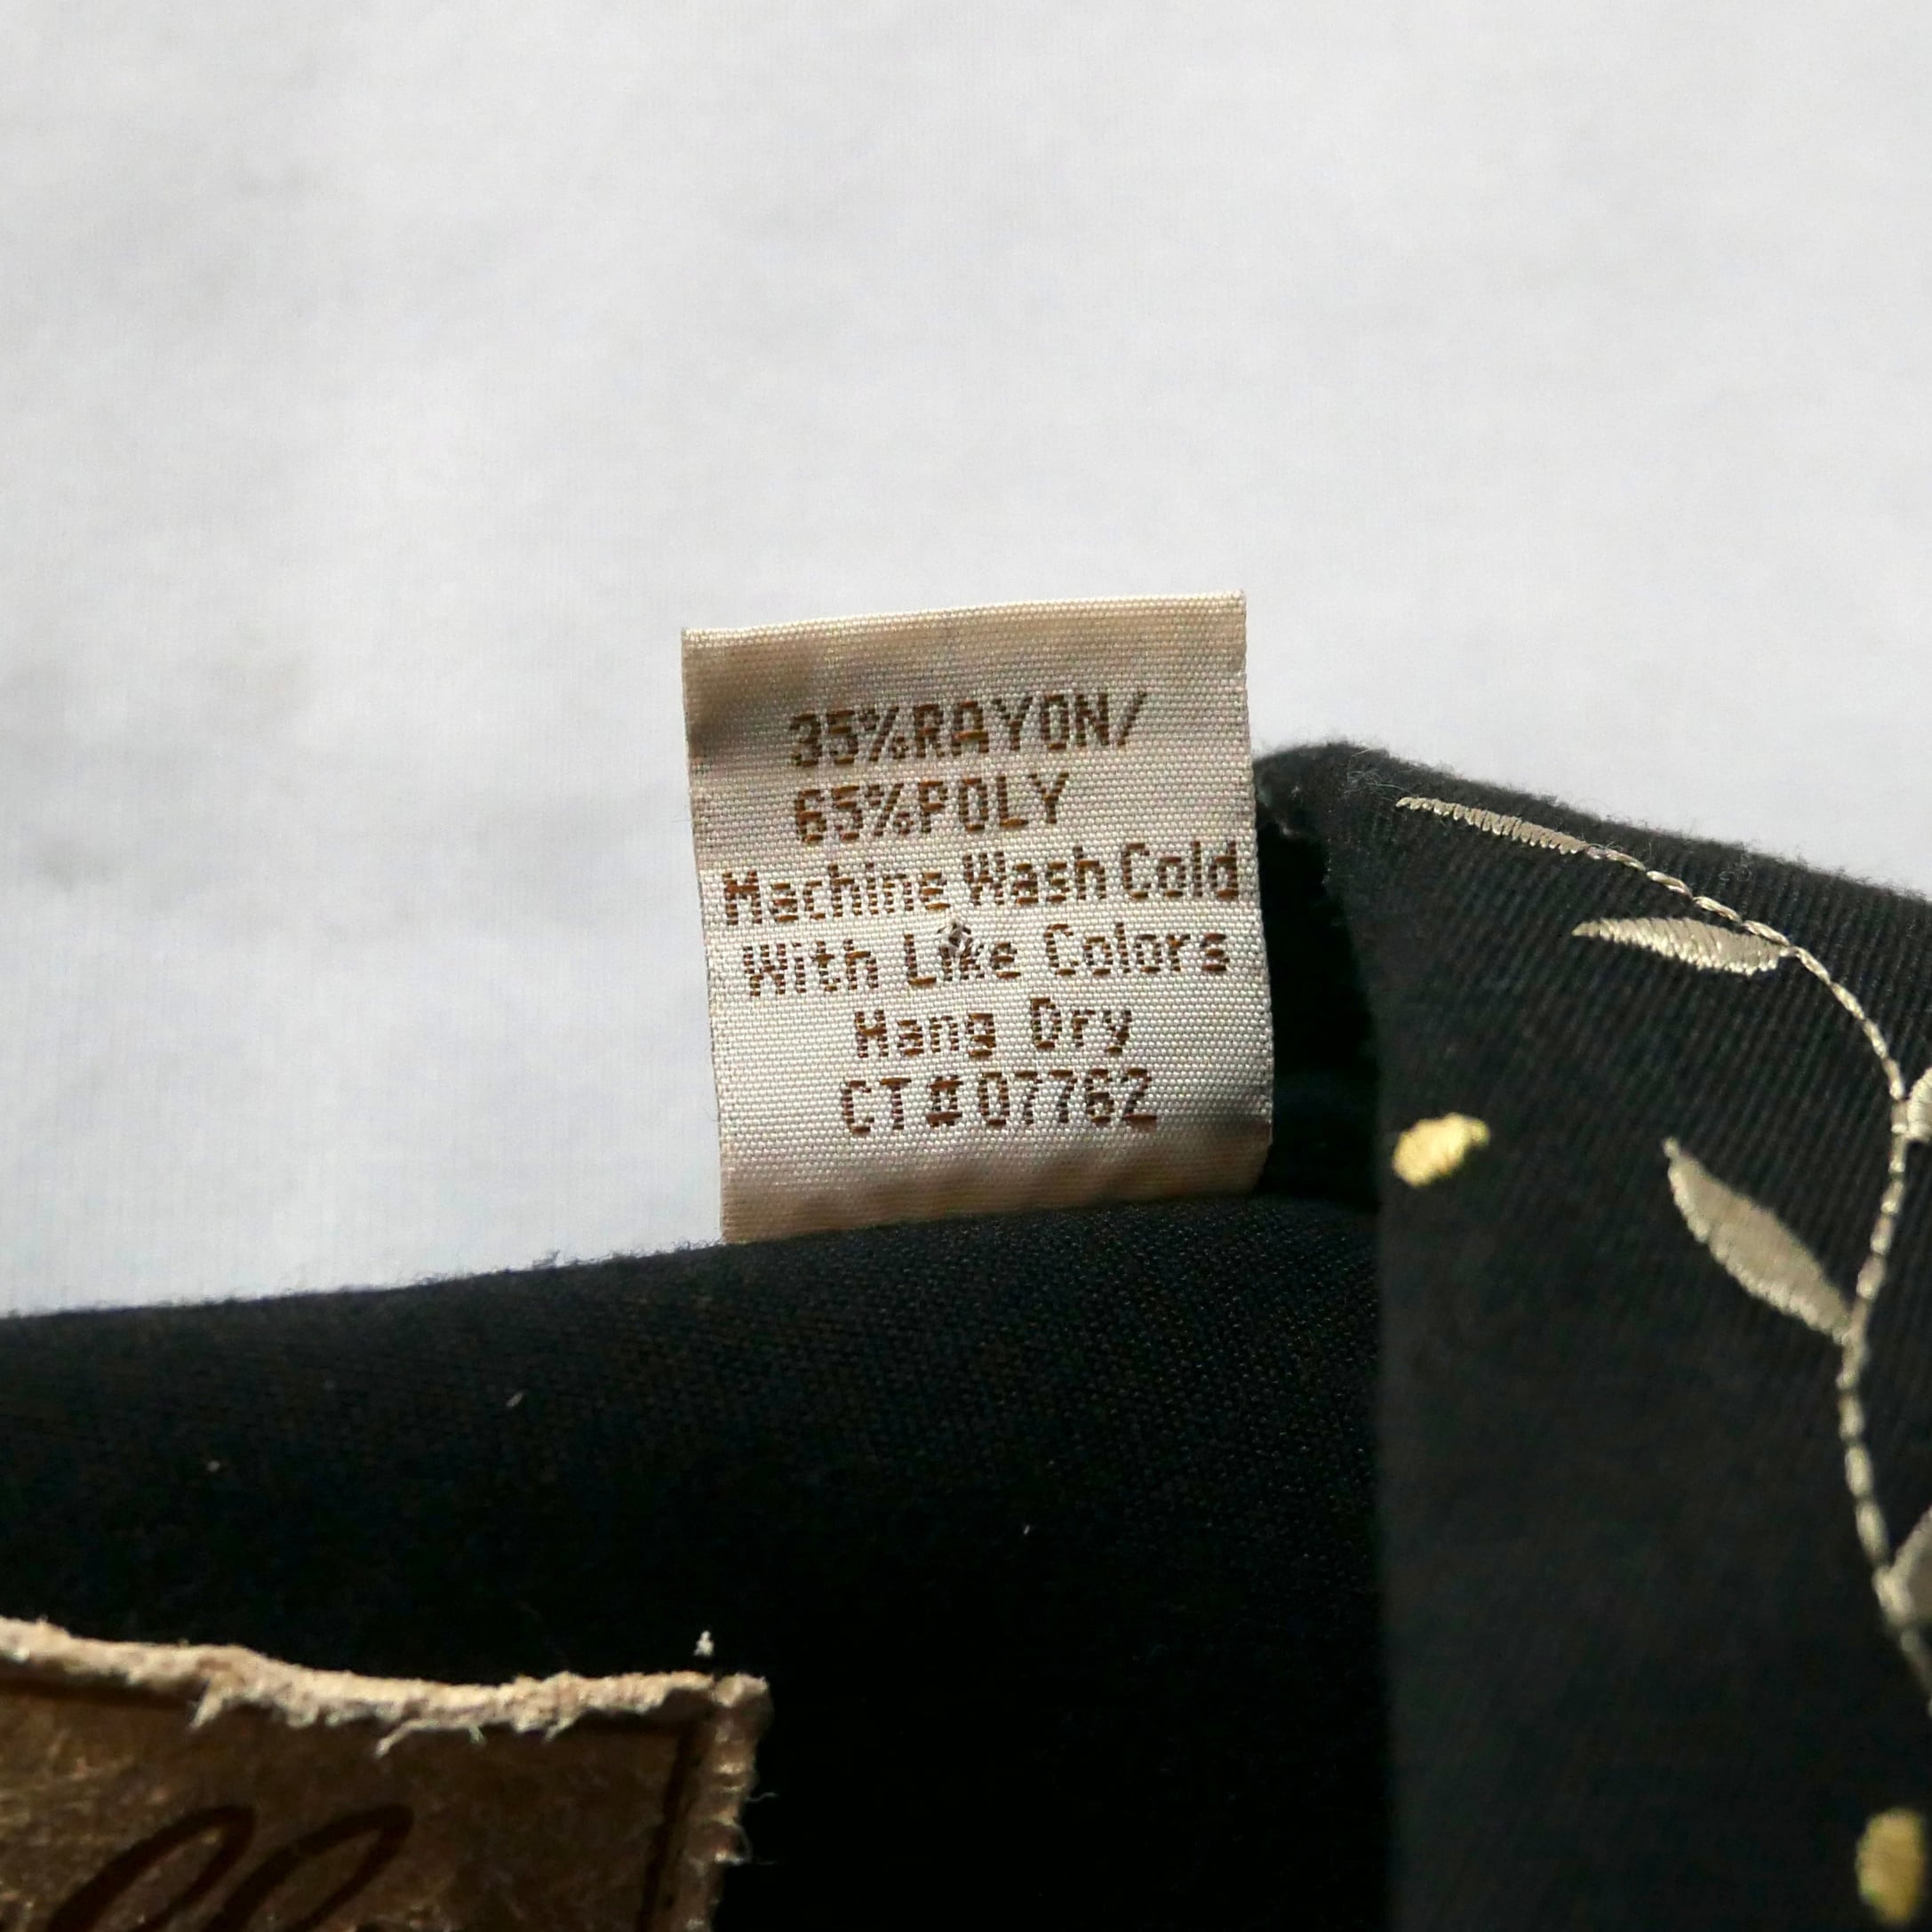 35%RAYON/
65%POLY
Machine Wash Cold
With Like Colors
Hang Dry
CT#07762